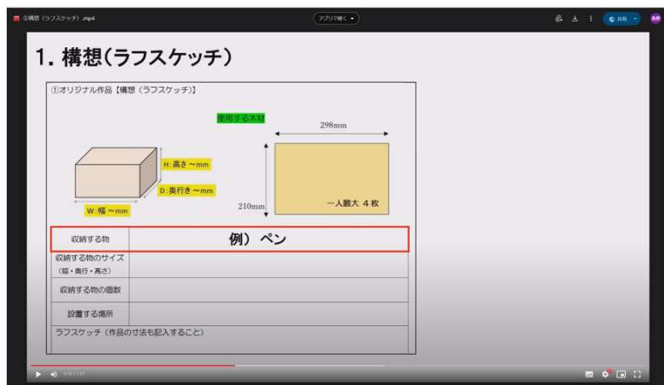 ①構想(ラフスケッチ).mp4
アプリで開く
共有
1. 構想(ラフスケッチ)
①オリジナル作品【構想(ラフスケッチ)】
使用する木材
298mm
H:高さ~mm
D:奥行き~mm
W:幅 ~mm
210mm
一人最大 4 枚
収納する物
例) ペン
収納する物のサイズ
(幅・奥行・高さ)
収納する物の個数
設置する場所
ラフスケッチ(作品の寸法も記入すること)